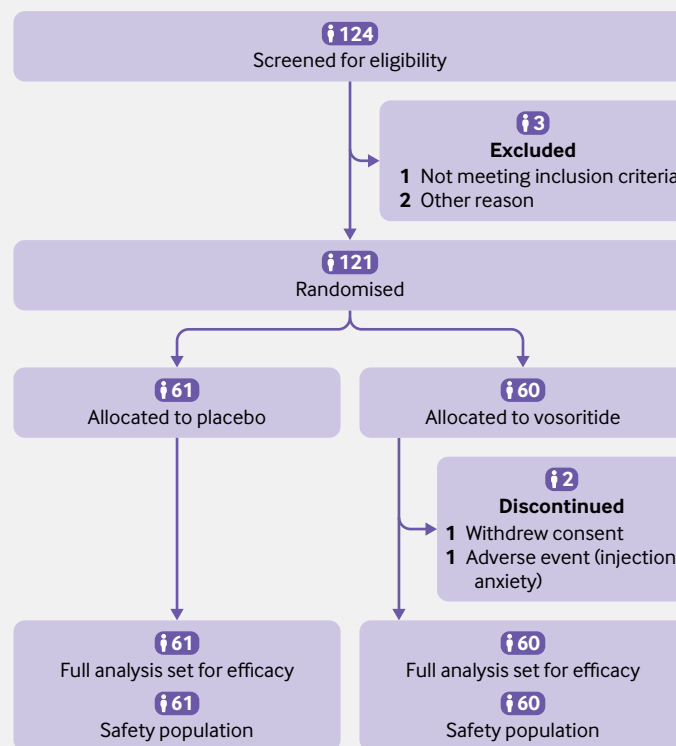 124
Screened for eligibility
3
Excluded
1 Not meeting inclusion criteria
2 Other reason
121
Randomised
61
Allocated to placebo
60
Allocated to vosoritide
2
Discontinued
1 Withdrew consent
1 Adverse event (injection
anxiety)
61
Full analysis set for efficacy
61
Safety population
60
Full analysis set for efficacy
60
Safety population